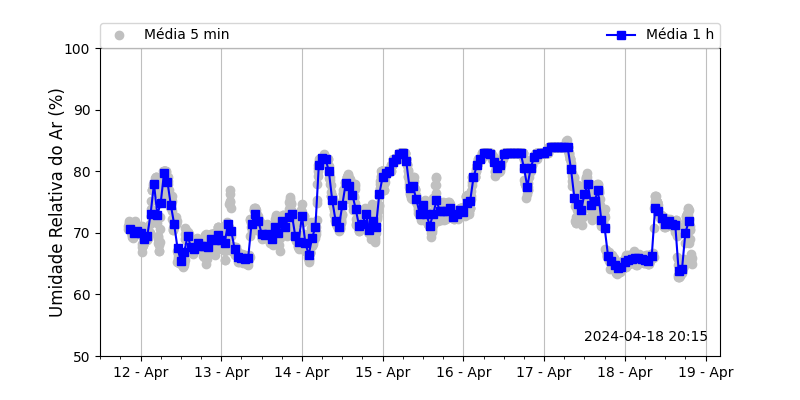 Média 5 min
Média 1 h
Umidade Relativa do Ar (%)
100
90
80
70
60
50
2024-04-18 20:15
12 - Apr
13 - Apr
14 - Apr
15 - Apr
16 - Apr
17 - Apr
18 - Apr
19 - Apr